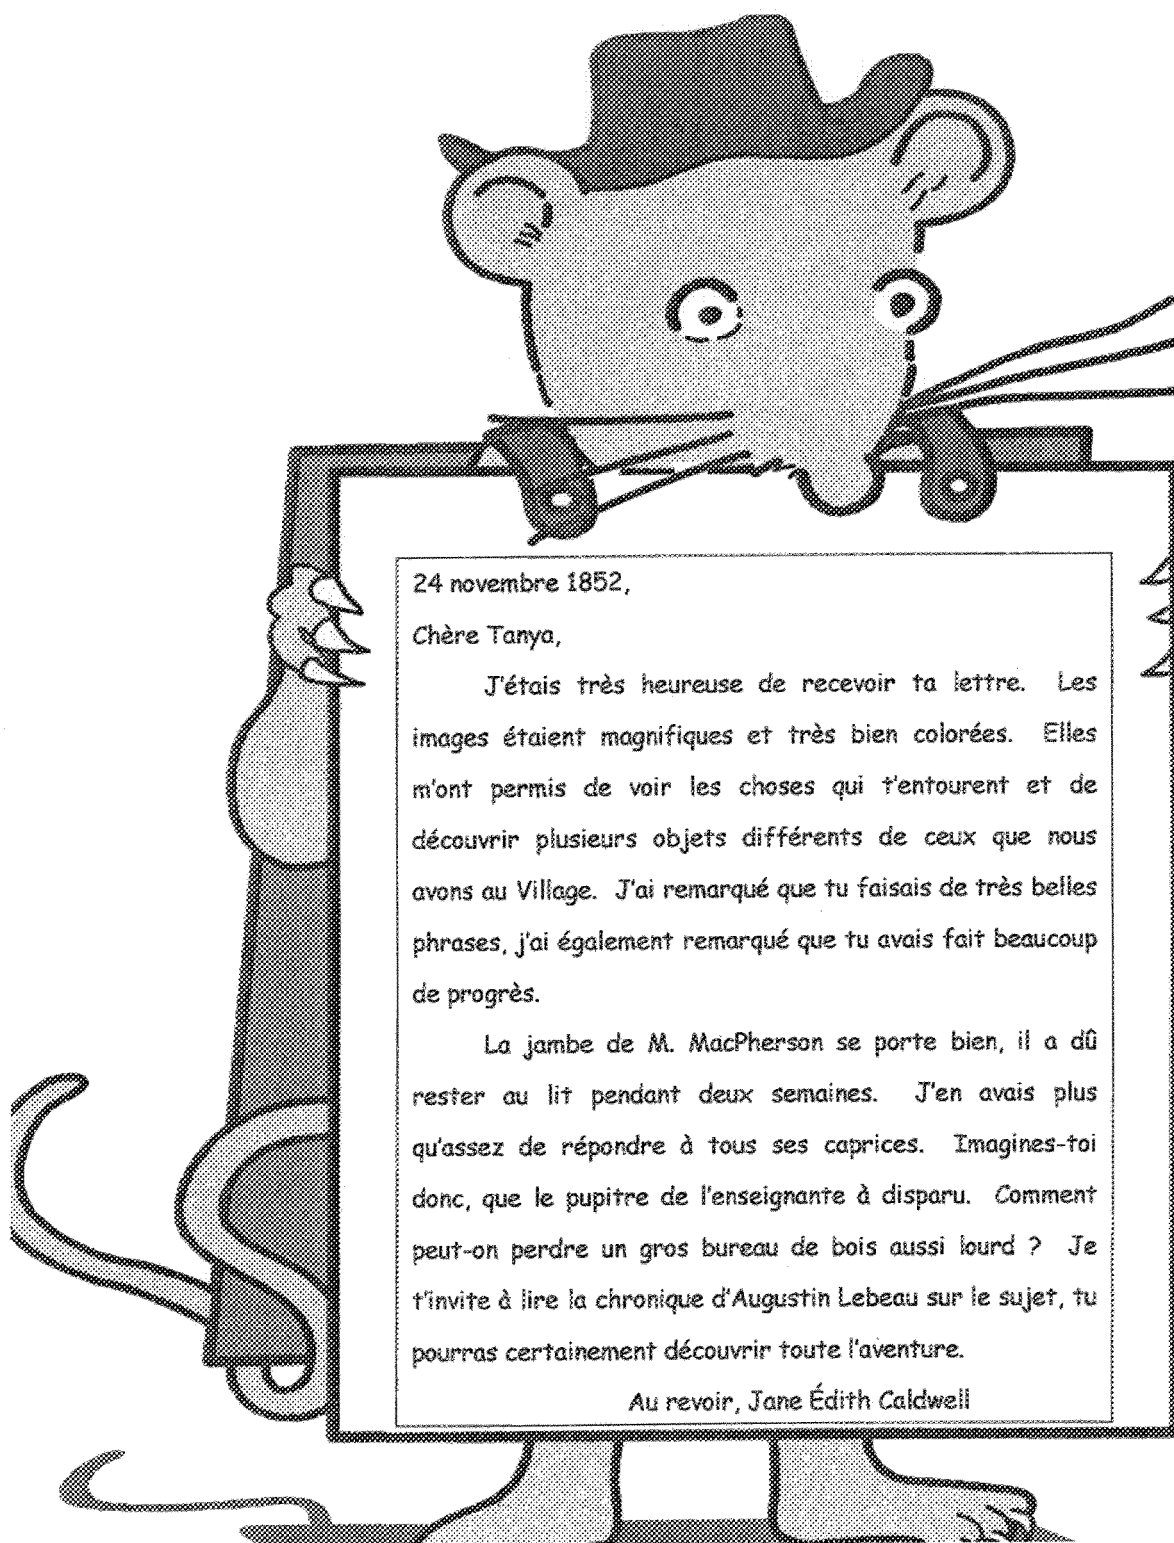 24 novembre 1852,
Chère Tanya,
J'étais très heureuse de recevoir ta lettre. Les
images étaient magnifiques et très bien colorées. Elles
m'ont permis de voir les choses qui t'entourent et de
découvrir plusieurs objets différents de ceux que nous
avons au Village. J'ai remarqué que tu faisais de très belles
phrases, j'ai également remarqué que tu avais fait beaucoup
de progrès.
La jambe de M. MacPherson se porte bien, il a dû
rester au lit pendant deux semaines. J'en avais plus
qu'assez de répondre à tous ses caprices. Imagines-toi
donc, que le pupitre de l'enseignante à disparu. Comment
peut-on perdre un gros bureau de bois aussi lourd ? Je
t'invite à lire la chronique d'Augustin Lebeau sur le sujet, tu
pourras certainement découvrir toute l'aventure.
Au revoir, Jane Édith Caldwell